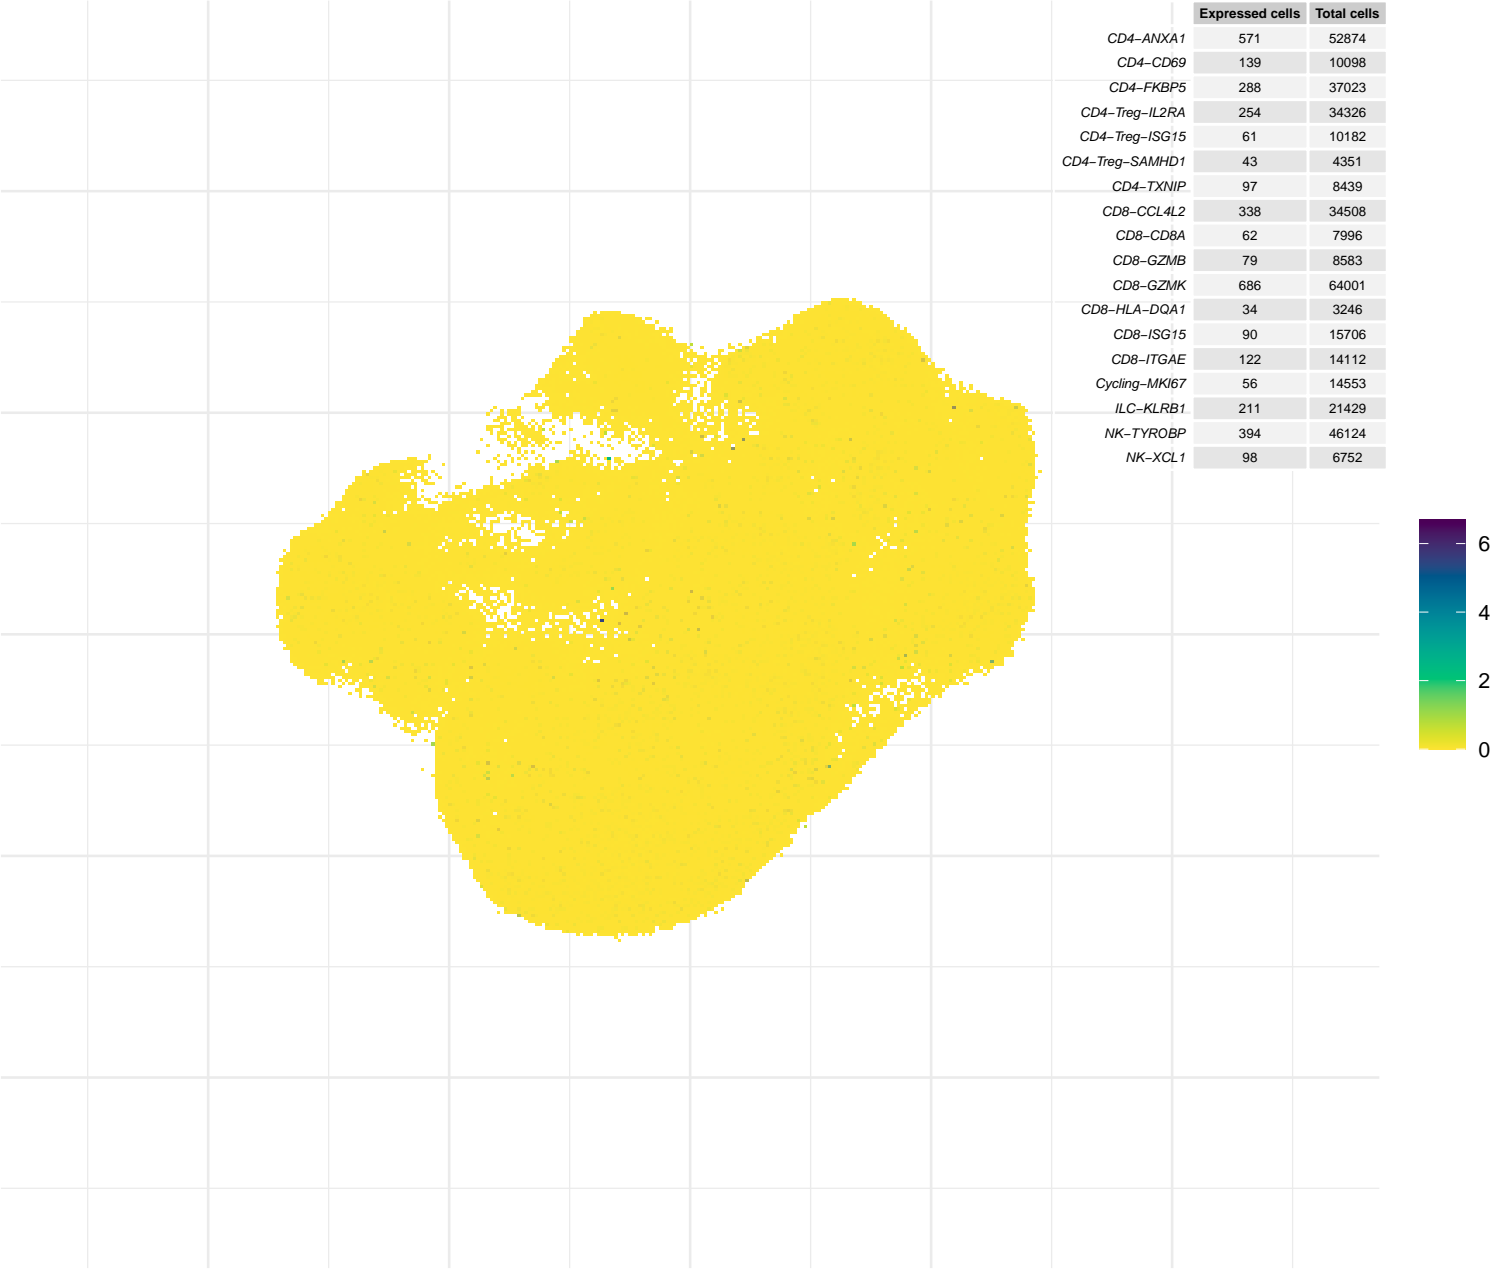 Expressed cells Total cells
CD4−ANXA1 571 52874
CD4−CD69 139 10098
CD4−FKBP5 288 37023
CD4−Treg−IL2RA 254 34326
CD4−Treg−ISG15 61 10182
CD4−Treg−SAMHD1 43 4351
CD4−TXNIP 97 8439
CD8−CCL4L2 338 34508
CD8−CD8A 62 7996
CD8−GZMB 79 8583
CD8−GZMK 686 64001
CD8−HLA−DQA1 34 3246
CD8−ISG15 90 15706
CD8−ITGAE 122 14112
Cycling−MKI67 56 14553
ILC−KLRB1 211 21429
NK−TYROBP 394 46124
NK−XCL1 98 6752
6
4
2
0